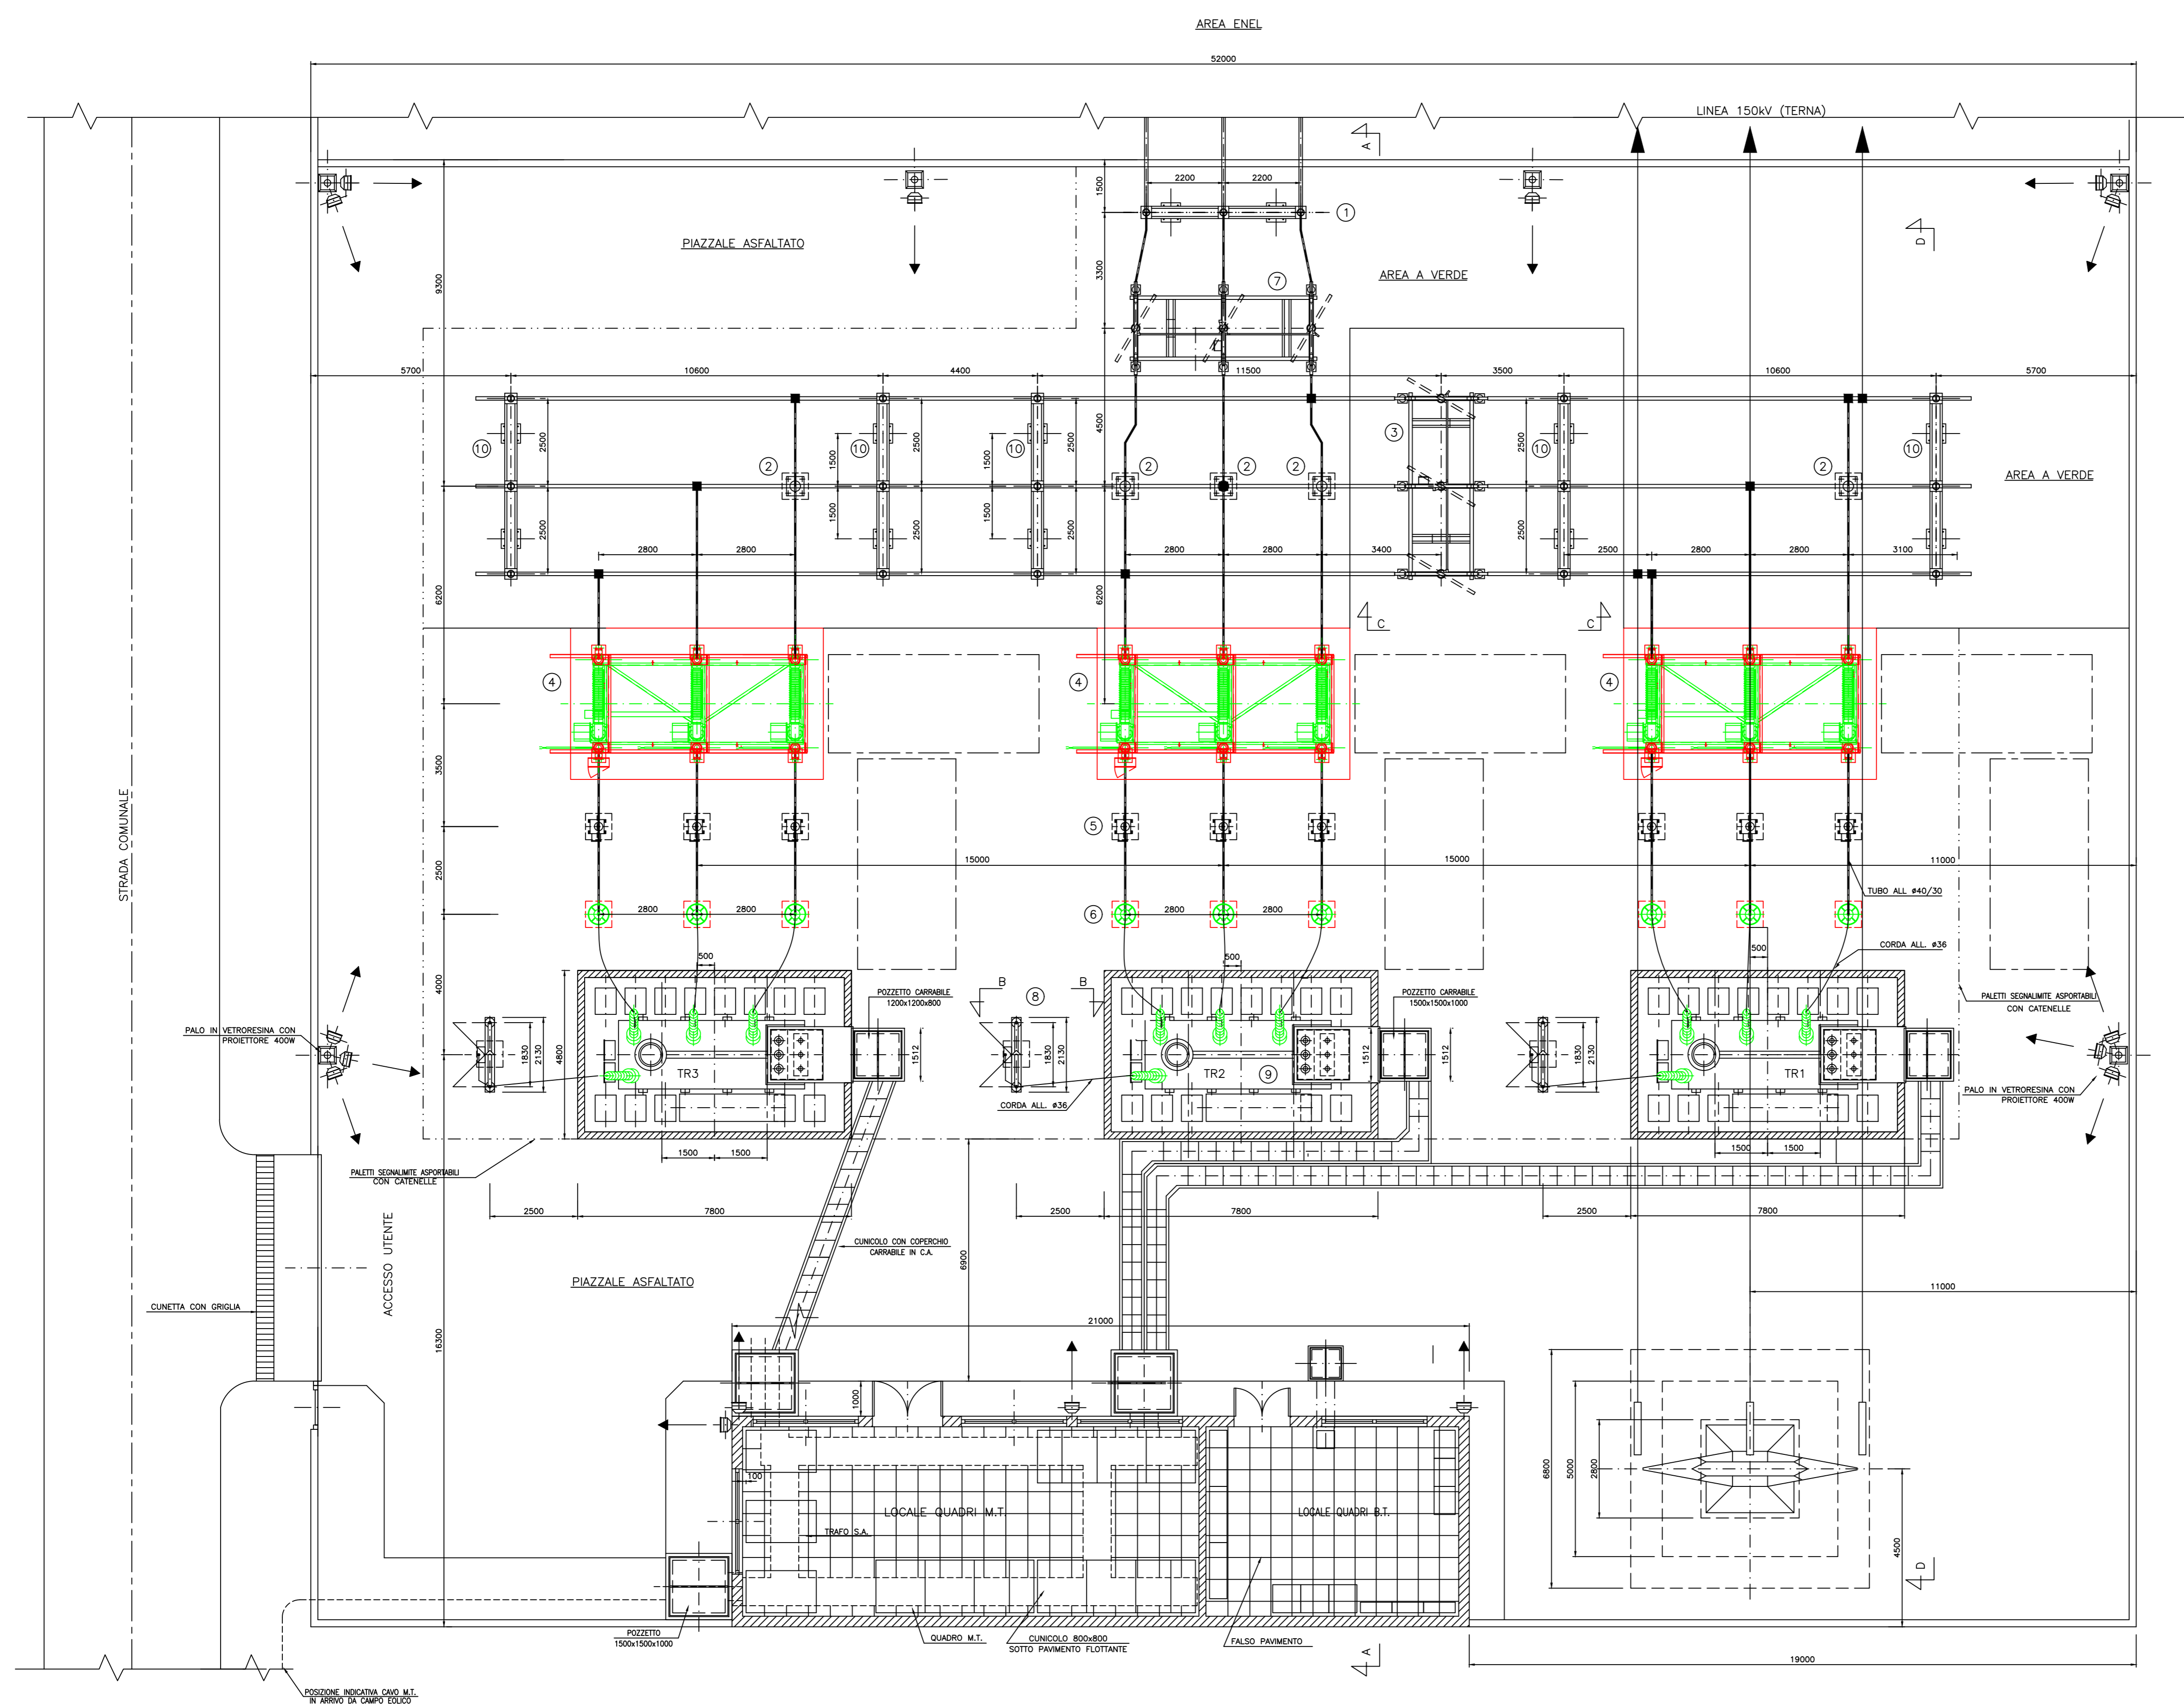 AREA ENEL
52000
LINEA 150kV (TERNA)
A
1500
2200
2200
1
D
PIAZZALE ASFALTATO
AREA A VERDE
9300
3300
7
5700
10600
4400
11500
3500
10600
5700
4500
10
2500
2
1500
10
2500
1500
10
2500
2
2
2
3
2500
10
2
10
AREA A VERDE
2500
1500
2500
1500
2500
2500
2800
2800
2800
2800
3400
2500
2800
2800
3100
6200
6200
C
C
4
4
4
3500
STRADA COMUNALE
5
15000
15000
11000
2500
TUBO ALL ø40/30
2800
2800
6
2800
2800
500
500
500
CORDA ALL. ø36
4000
B
B
8
POZZETTO CARRABILE
1200x1200x800
POZZETTO CARRABILE
1500x1500x1000
PALETTI SEGNALIMITE ASPORTABILI
CON CATENELLE
PALO IN VETRORESINA CON
PROIETTORE 400W
1830
2130
4800
TR3
1512
1830
2130
TR2
9
1512
1512
1830
2130
TR1
CORDA ALL. ø36
PALO IN VETRORESINA CON
PROIETTORE 400W
1500
1500
1500
1500
PALETTI SEGNALIMITE ASPORTABILI
CON CATENELLE
2500
7800
2500
7800
2500
7800
ACCESSO UTENTE
CUNICOLO CON COPERCHIO
CARRABILE IN C.A.
6900
PIAZZALE ASFALTATO
11000
CUNETTA CON GRIGLIA
21000
16300
1000
6800
5000
2800
100
LOCALE QUADRI M.T.
LOCALE QUADRI B.T.
TRAFO S.A.
4500
D
POZZETTO
1500x1500x1000
QUADRO M.T.
CUNICOLO 800x800
SOTTO PAVIMENTO FLOTTANTE
FALSO PAVIMENTO
A
19000
POSIZIONE INDICATIVA CAVO M.T.
IN ARRIVO DA CAMPO EOLICO